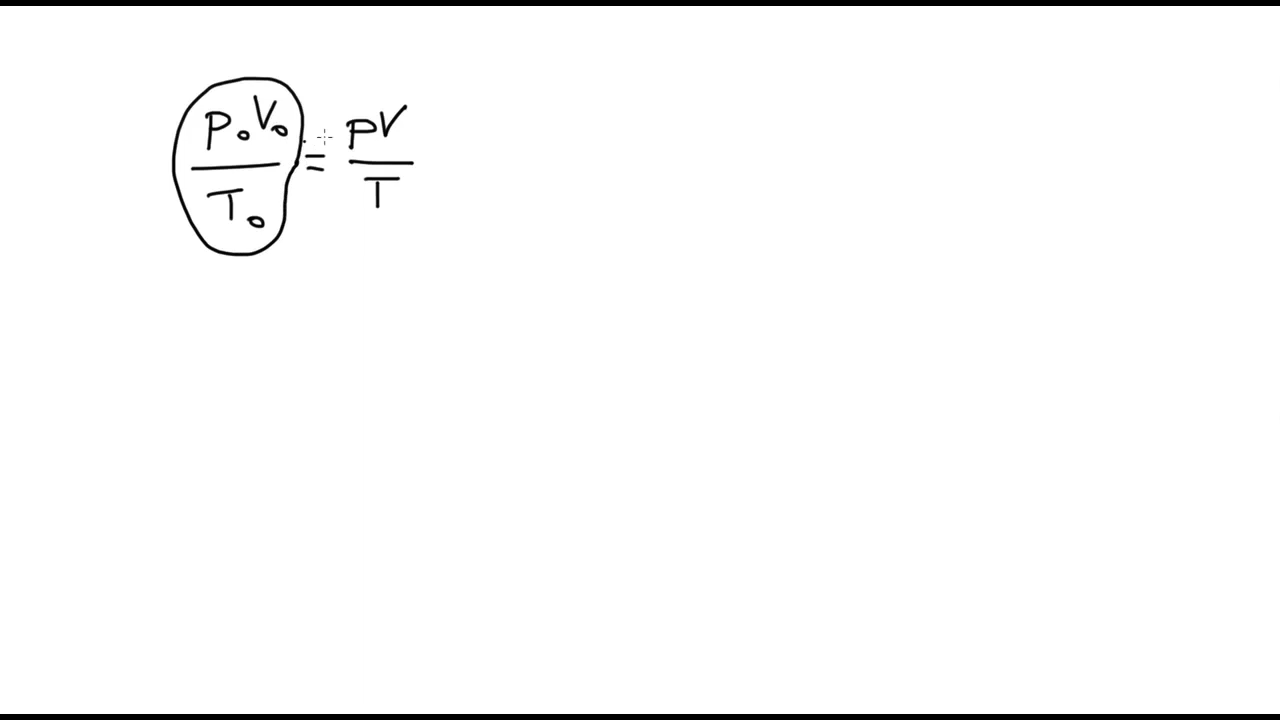 p₀V₀/T₀ = pV/T